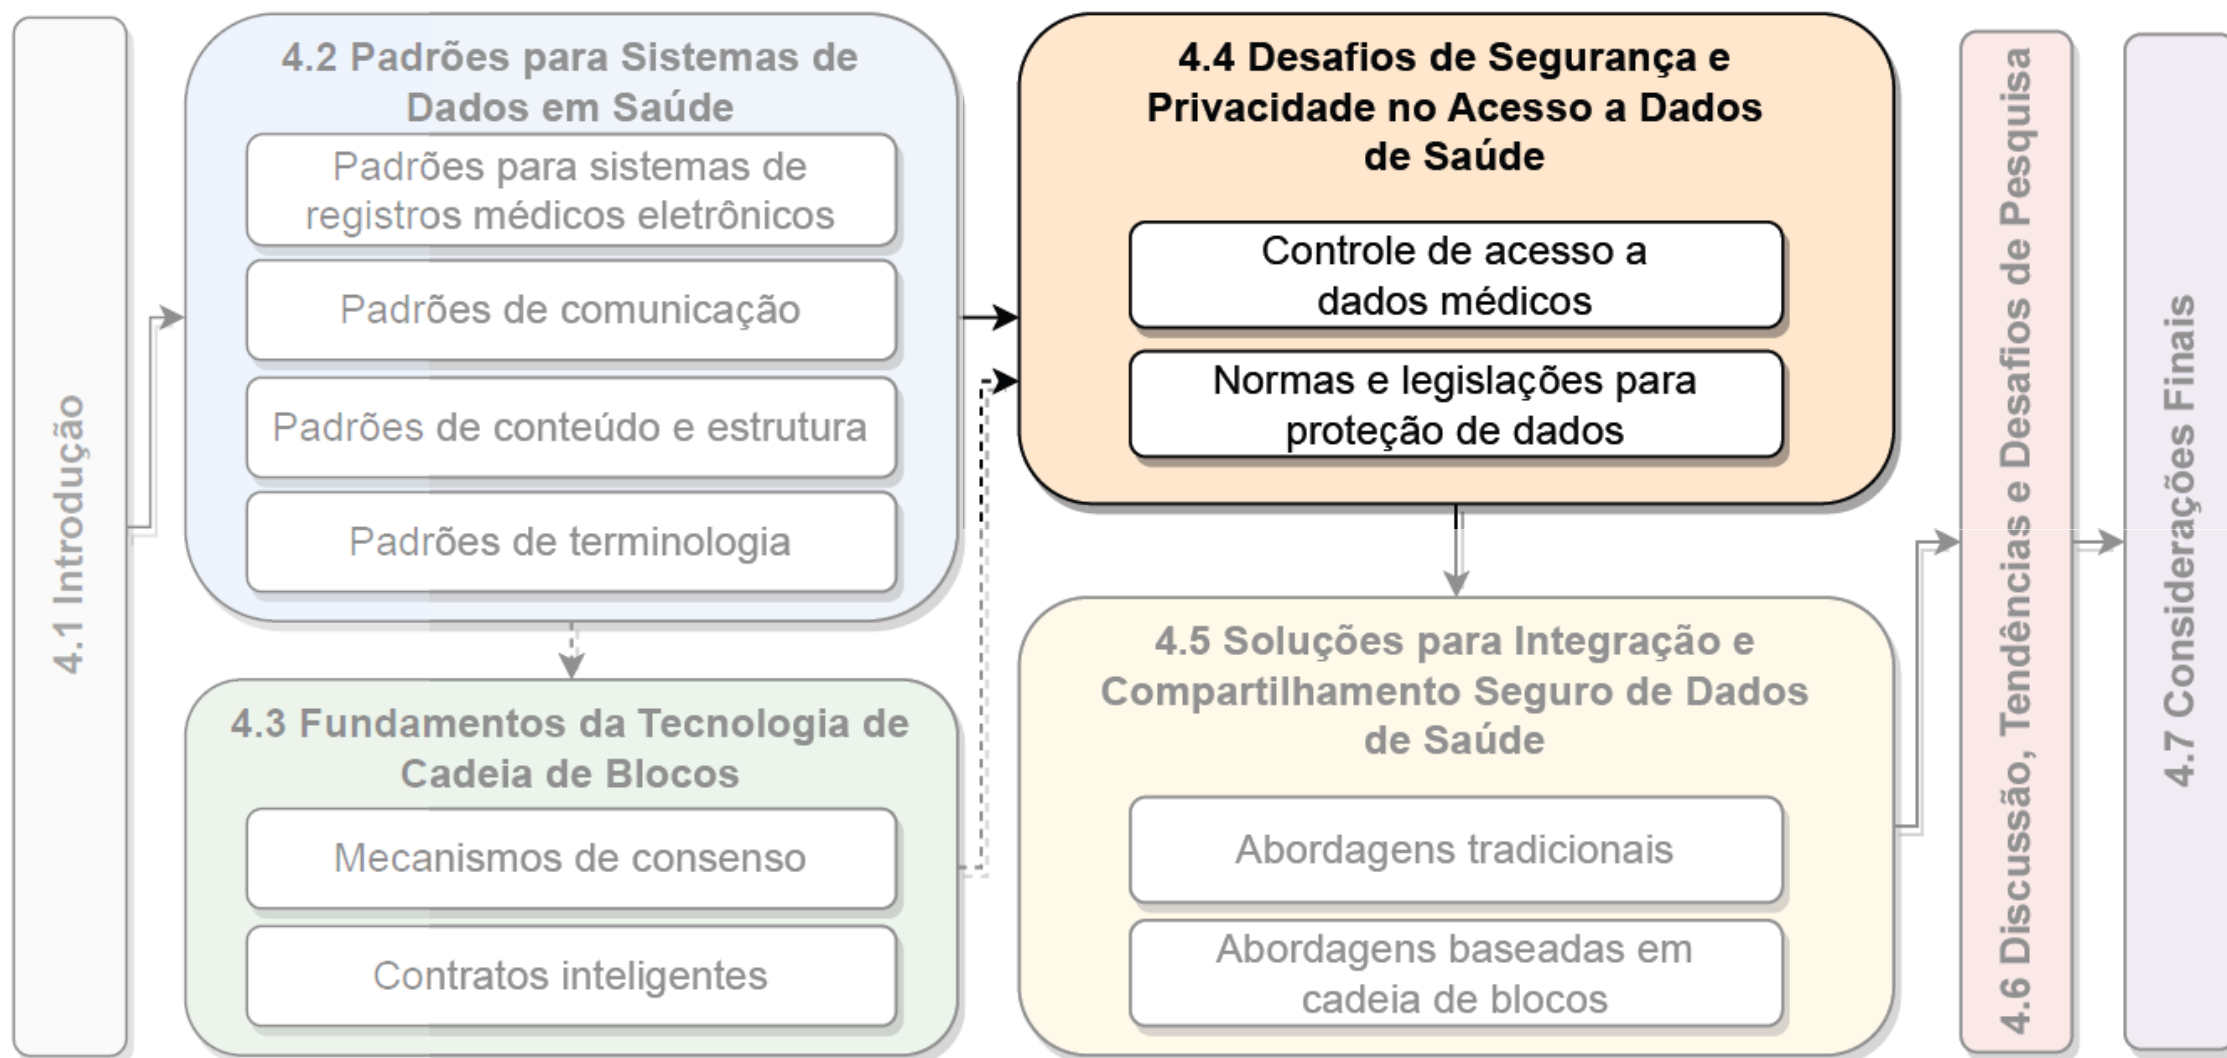 4.1 Introdução
4.2 Padrões para Sistemas de
Dados em Saúde
Padrões para sistemas de
registros médicos eletrônicos
Padrões de comunicação
Padrões de conteúdo e estrutura
Padrões de terminologia
4.3 Fundamentos da Tecnologia de
Cadeia de Blocos
Mecanismos de consenso
Contratos inteligentes
4.4 Desafios de Segurança e
Privacidade no Acesso a Dados
de Saúde
Controle de acesso a
dados médicos
Normas e legislações para
proteção de dados
4.5 Soluções para Integração e
Compartilhamento Seguro de Dados
de Saúde
Abordagens tradicionais
Abordagens baseadas em
cadeia de blocos
4.6 Discussão, Tendências e Desafios de Pesquisa
4.7 Considerações Finais